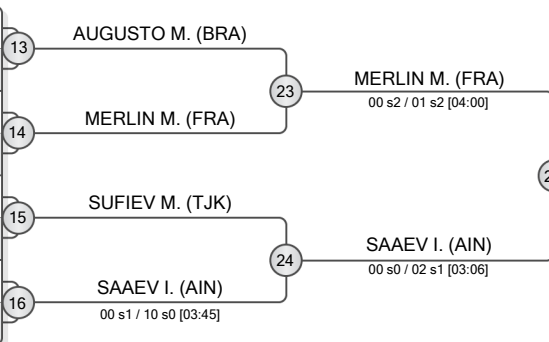 13
AUGUSTO M. (BRA)
23
MERLIN M. (FRA)
00 s2 / 01 s2 [04:00]
14
MERLIN M. (FRA)
15
SUFIEV M. (TJK)
24
SAAEV I. (AIN)
00 s0 / 02 s1 [03:06]
16
SAAEV I. (AIN)
00 s1 / 10 s0 [03:45]